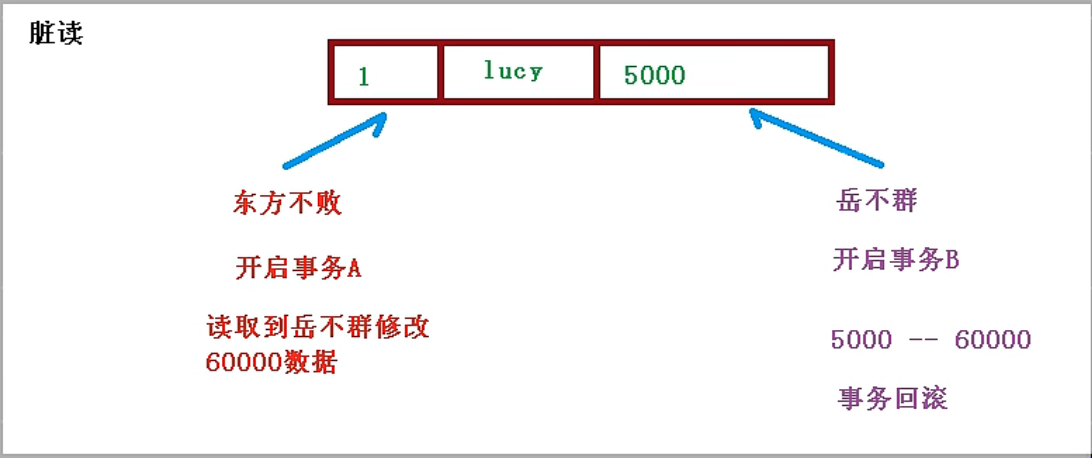 脏读
1 lucy 5000
东方不败
岳不群
开启事务A
开启事务B
读取到岳不群修改
60000数据
5000 -- 60000
事务回滚